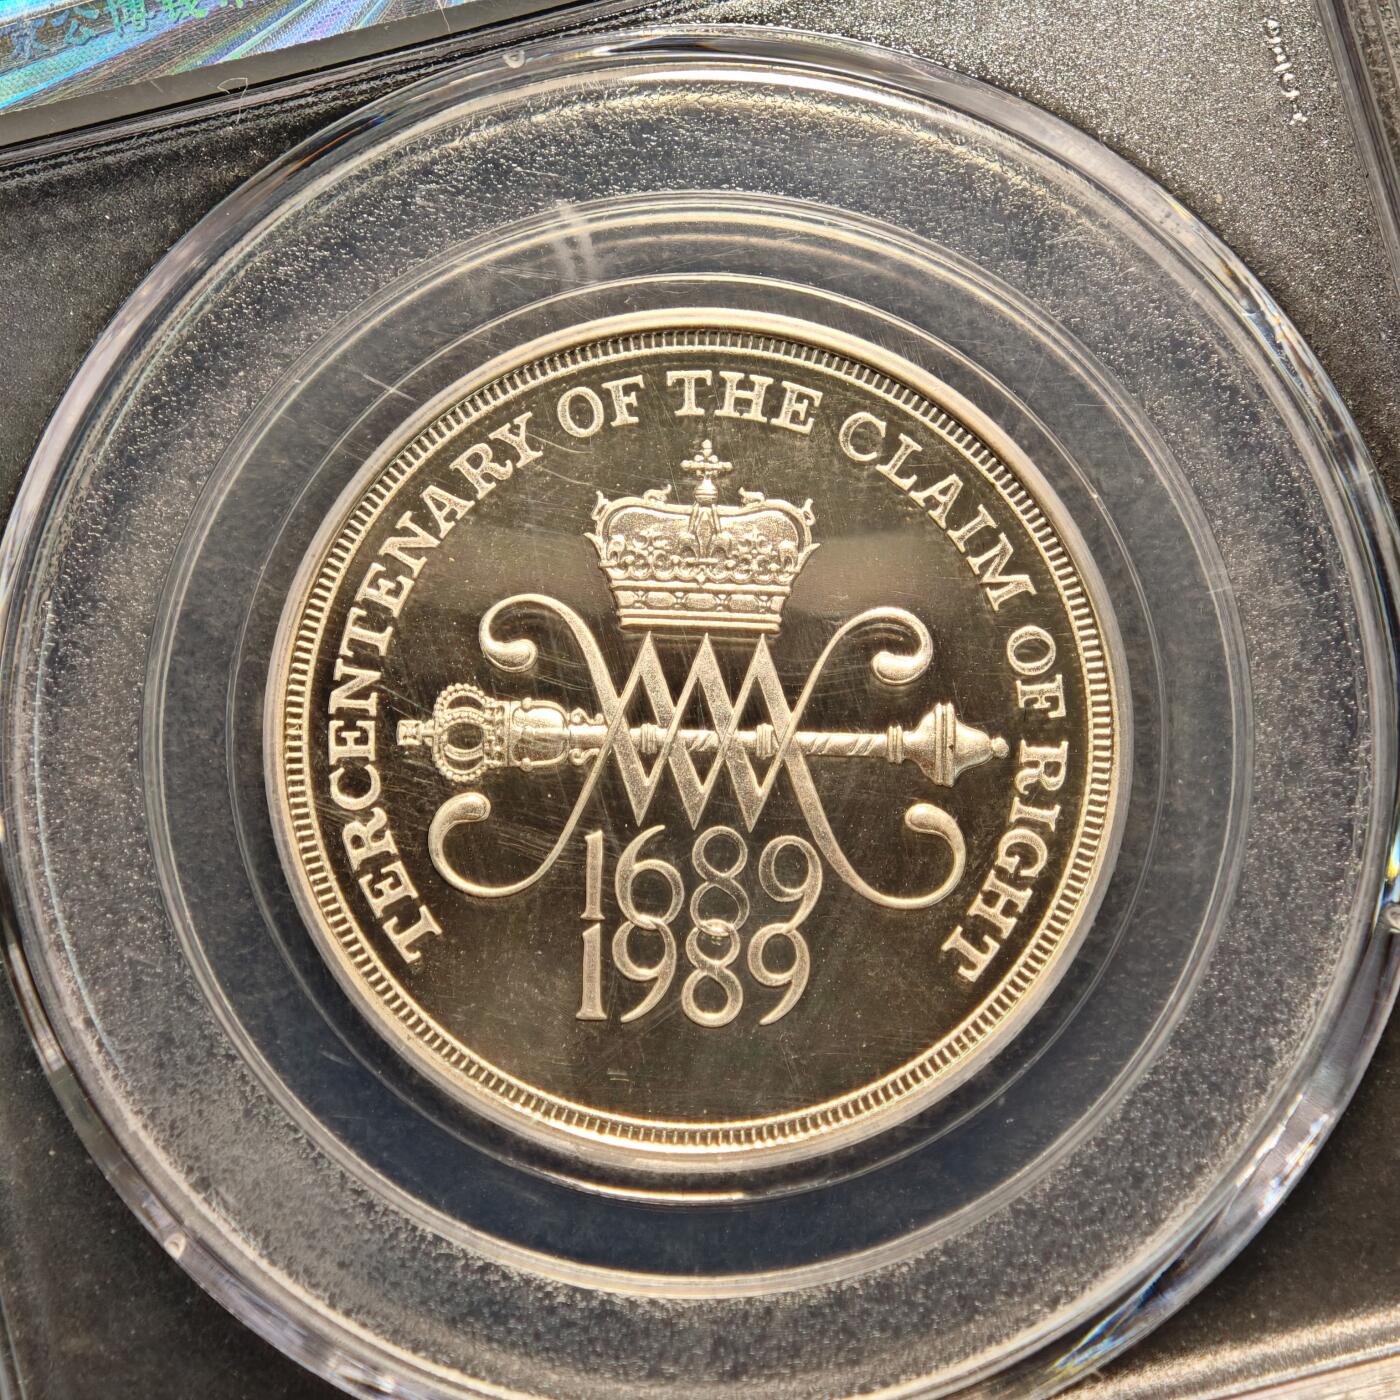 TERCENTENARY OF THE CLAIM OF RIGHT
1689
1989